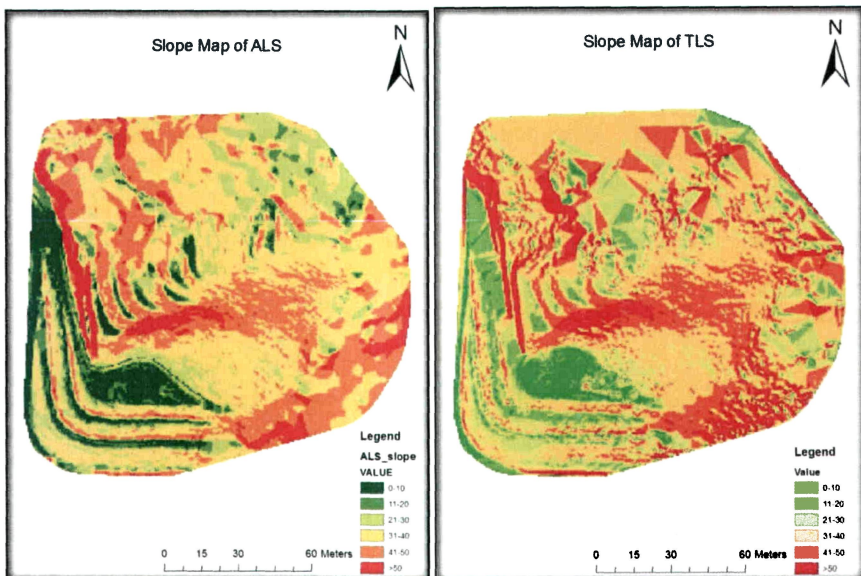 Slope Map of ALS
N
Legend
ALS_slope
VALUE
0-10
11-20
21-30
31-40
41-50
>50
0 15 30 60 Meters
Slope Map of TLS
N
Legend
Value
0-10
11-20
21-30
31-40
41-50
>50
0 15 30 60 Meters